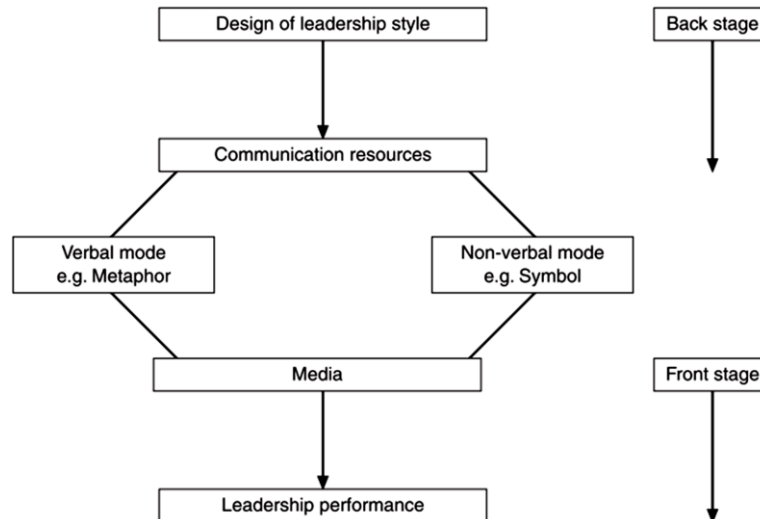 Design of leadership style
Back stage
Communication resources
Verbal mode
e.g. Metaphor
Non-verbal mode
e.g. Symbol
Media
Front stage
Leadership performance